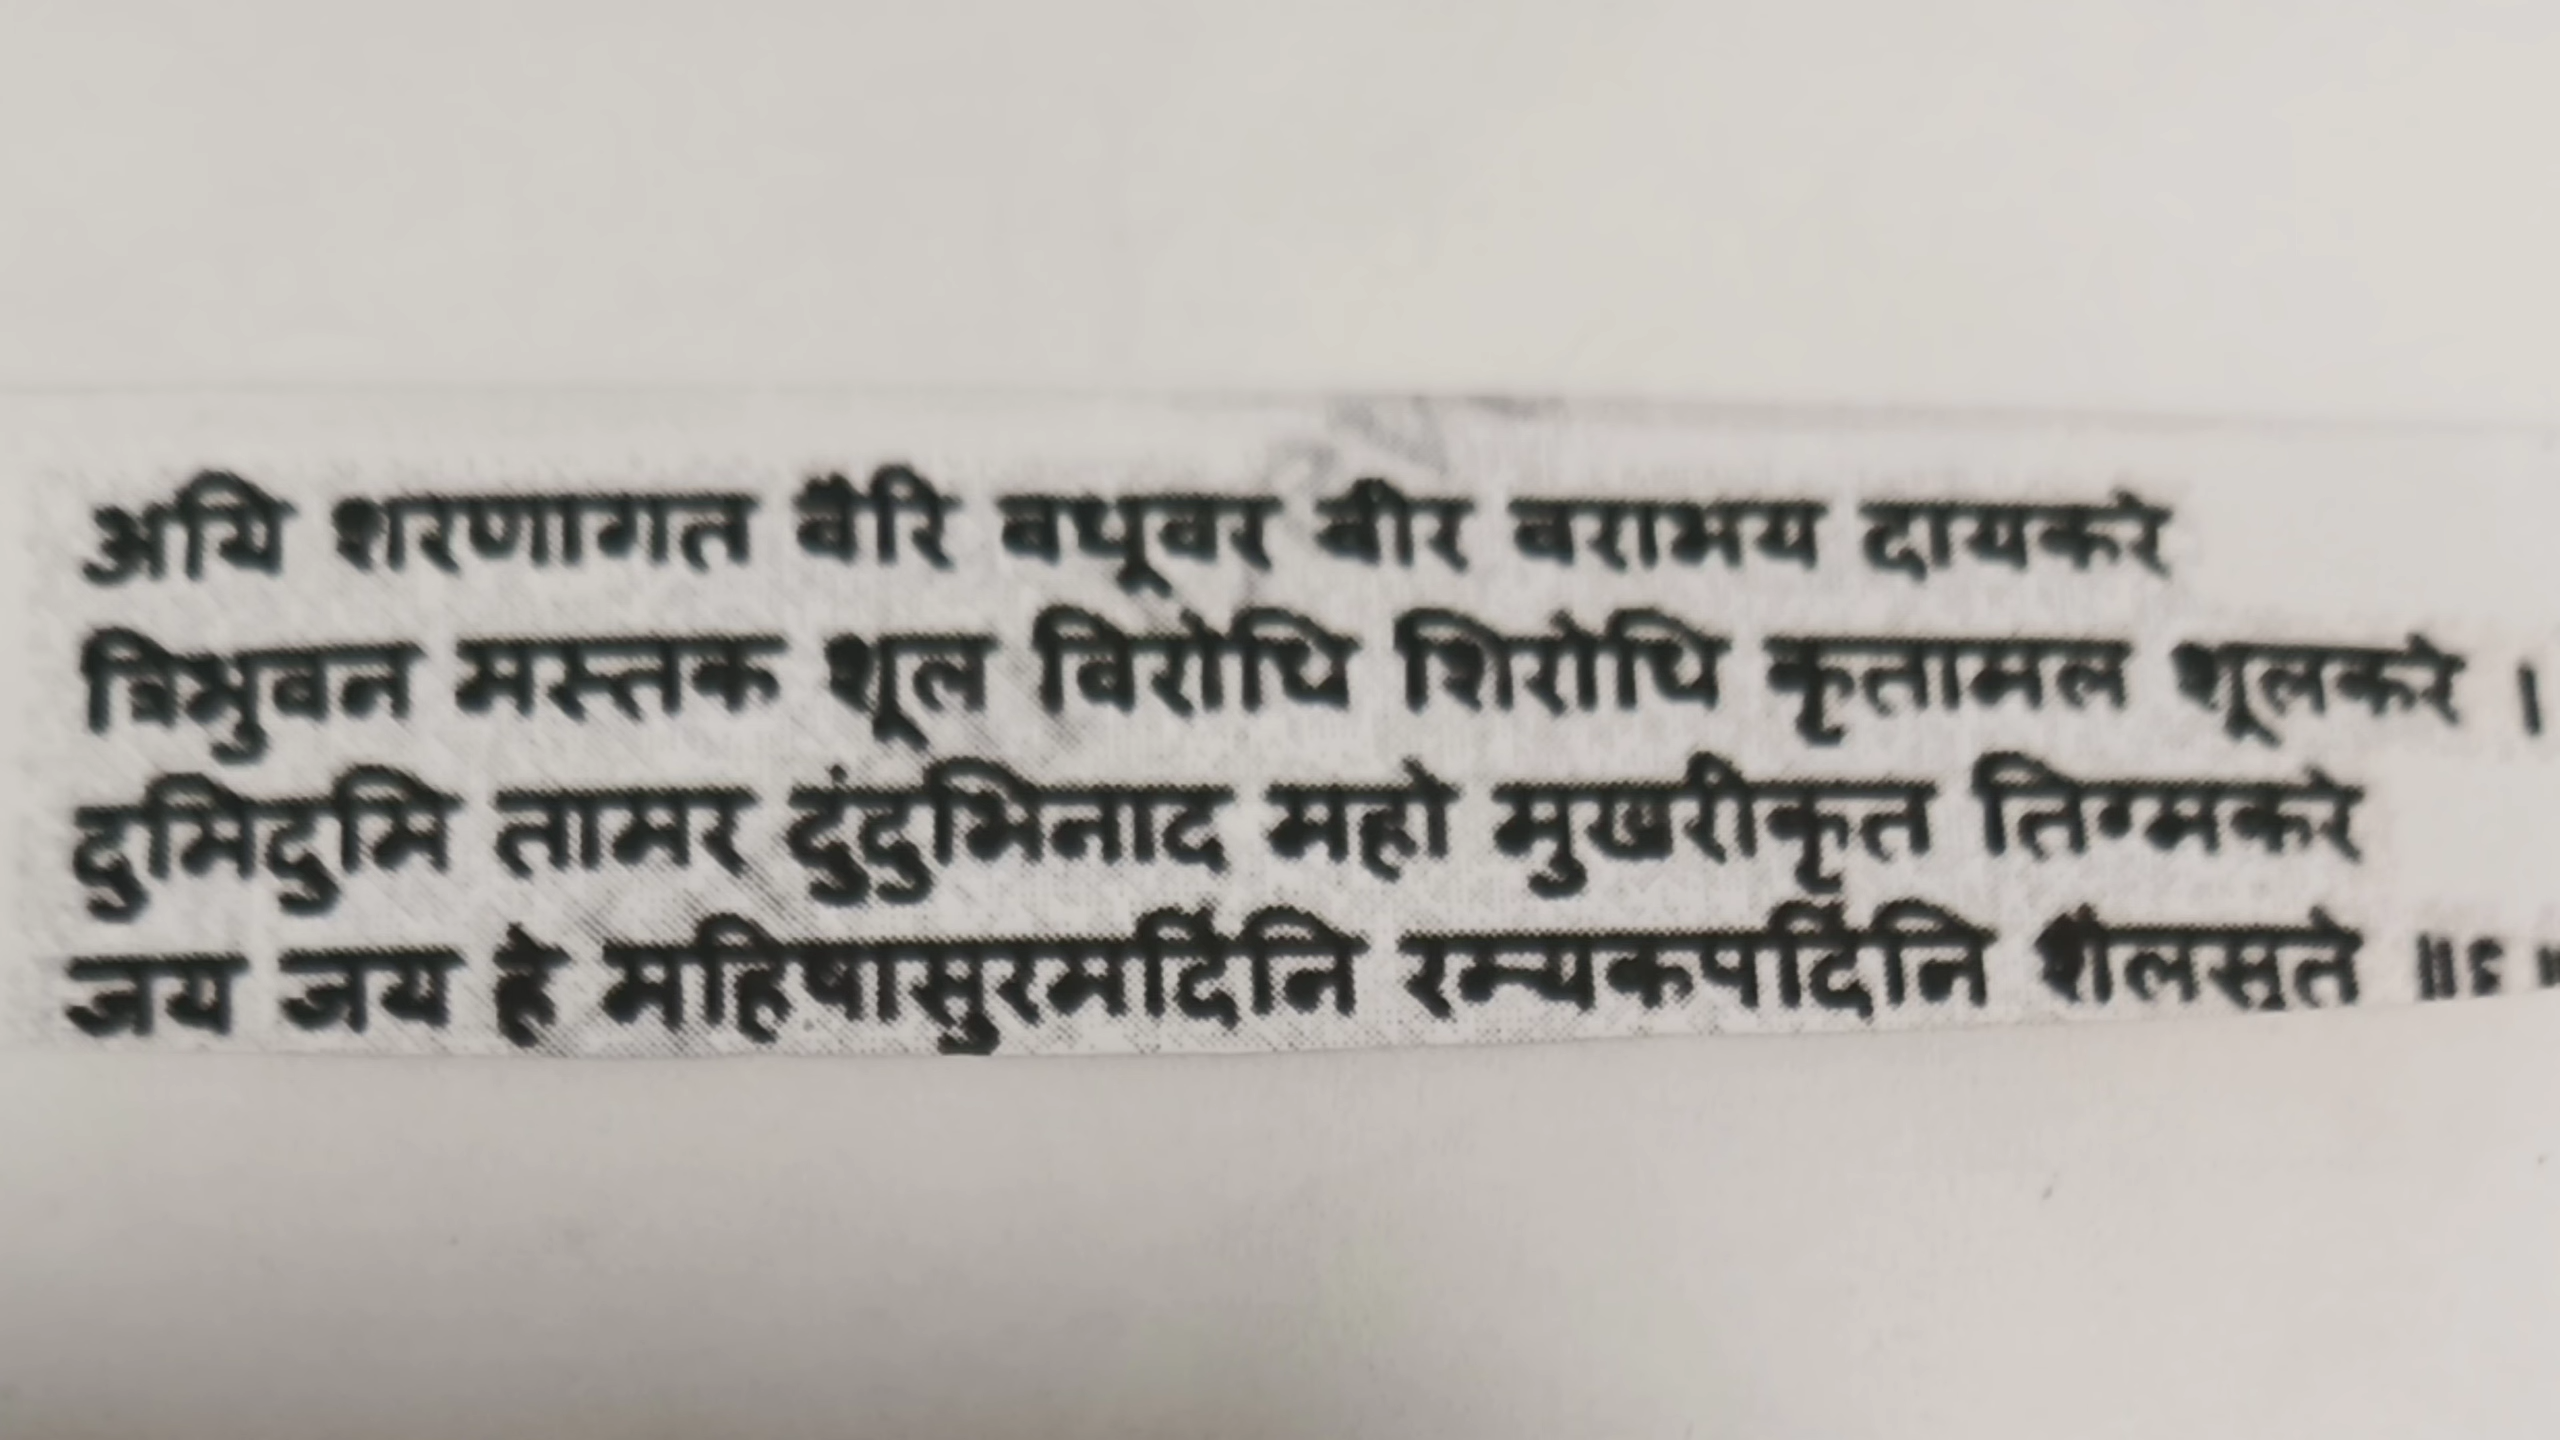 अयि शरणागत वैरि वधूवर वीर वराभय दायकरे
त्रिभुवन मस्तक शूल विरोधि शिरोधि कृतामल शूलकरे ।
दुमिदुमि तामर दुंदुभिनाद महो मुखरीकृत तिग्मकरे
जय जय हे महिषासुरमर्दिनि रम्यकपर्दिनि शैलसुते